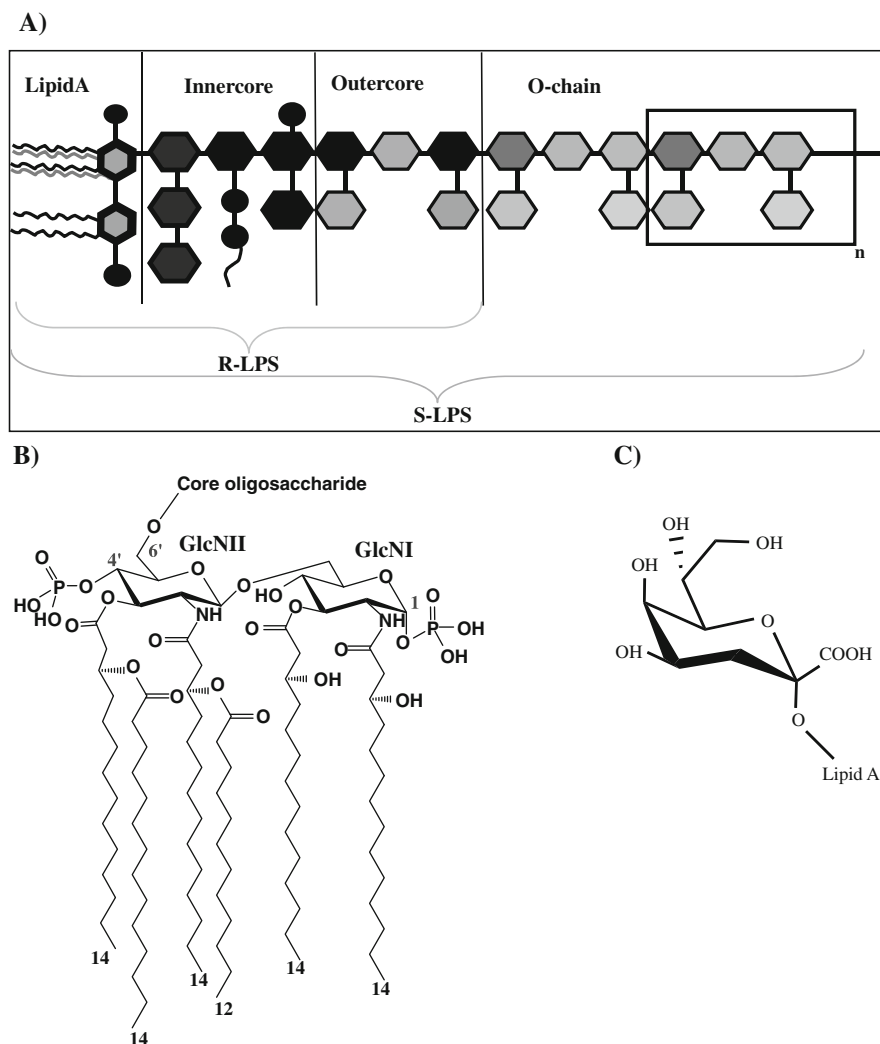 A)
LipidA Innercore Outercore O-chain
n
R-LPS
S-LPS
B)
Core oligosaccharide
O
6'
4'
GlcNII
GlcNI
O
HO
P
HO
O
O
O
O
NH
O
O
HO
O
O
NH
1
O
P
OH
OH
O
O
O
O
O
O
O
O
OH
OH
14
14
14
12
14
14
C)
OH
OH
OH
O
OH
COOH
O
Lipid A